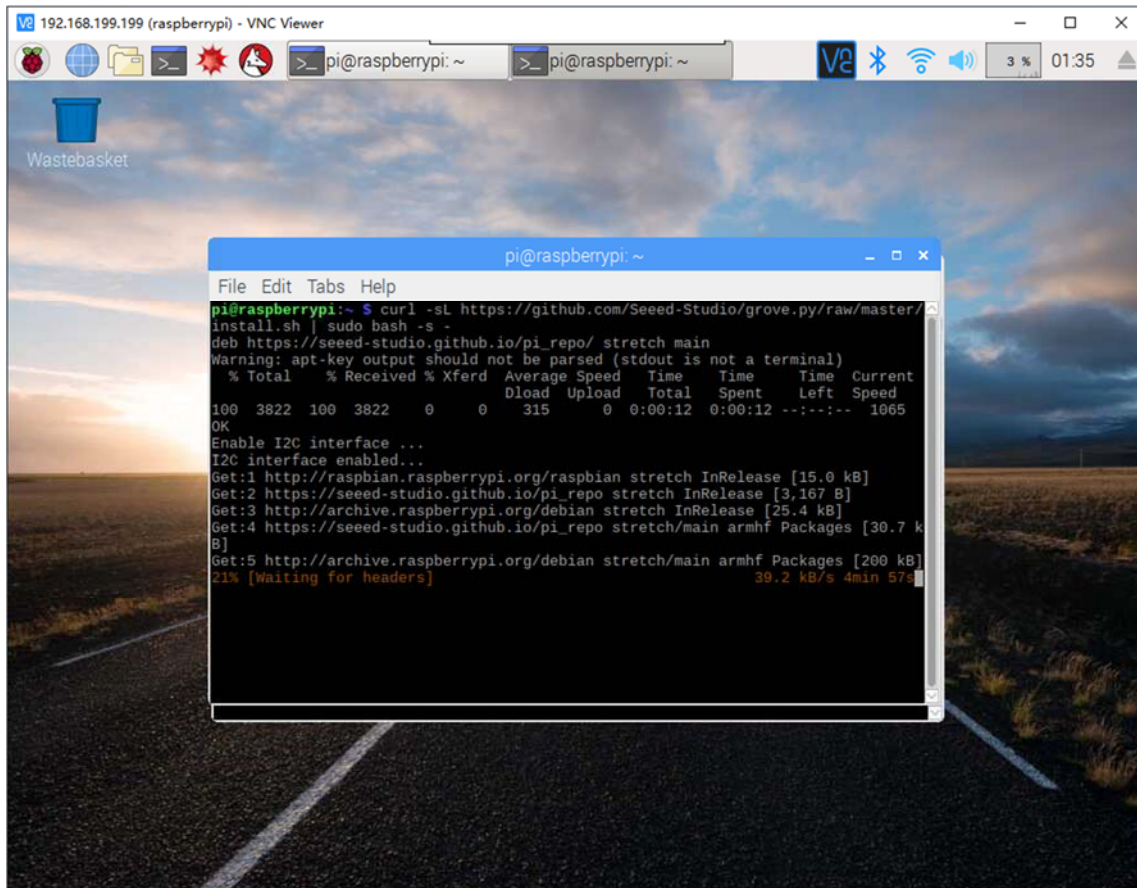 192.168.199.199 (raspberrypi) - VNC Viewer
pi@raspberrypi: ~ pi@raspberrypi: ~ 3 % 01:35
Wastebasket
pi@raspberrypi: ~
File Edit Tabs Help
pi@raspberrypi:~ $ curl -sL https://github.com/Seeed-Studio/grove.py/raw/master/
install.sh | sudo bash -s -
deb https://seeed-studio.github.io/pi_repo/ stretch main
Warning: apt-key output should not be parsed (stdout is not a terminal)
% Total % Received % Xferd Average Speed Time Time Time Current
Dload Upload Total Spent Left Speed
100 3822 100 3822 0 0 315 0 0:00:12 0:00:12 --:--:-- 1065
OK
Enable I2C interface ...
I2C interface enabled...
Get:1 http://raspbian.raspberrypi.org/raspbian stretch InRelease [15.0 kB]
Get:2 https://seeed-studio.github.io/pi_repo stretch InRelease [3,167 B]
Get:3 http://archive.raspberrypi.org/debian stretch InRelease [25.4 kB]
Get:4 https://seeed-studio.github.io/pi_repo stretch/main armhf Packages [30.7 k
B]
Get:5 http://archive.raspberrypi.org/debian stretch/main armhf Packages [200 kB]
21% [Waiting for headers] 39.2 kB/s 4min 57s